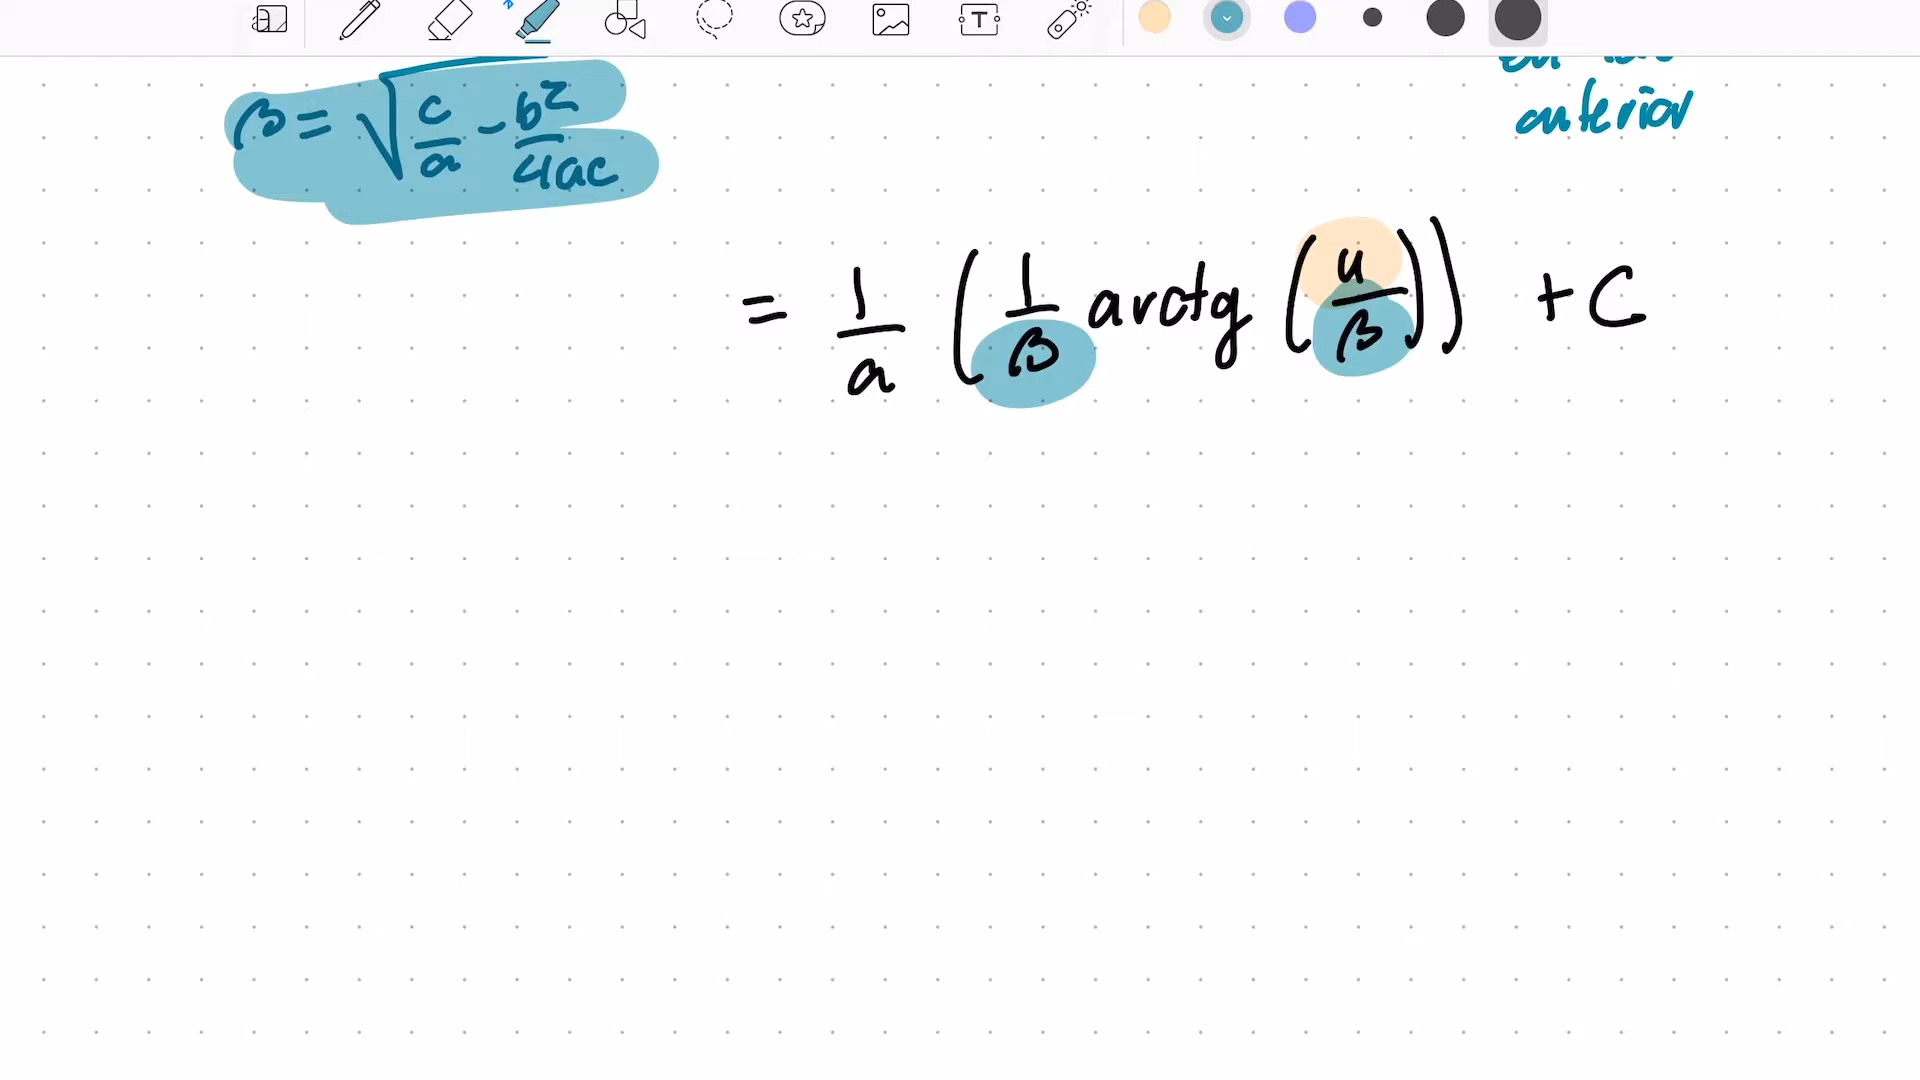 β = √(c/a - b²/4ac)
anterior
= 1/a (1/β arctg (u/β)) + C